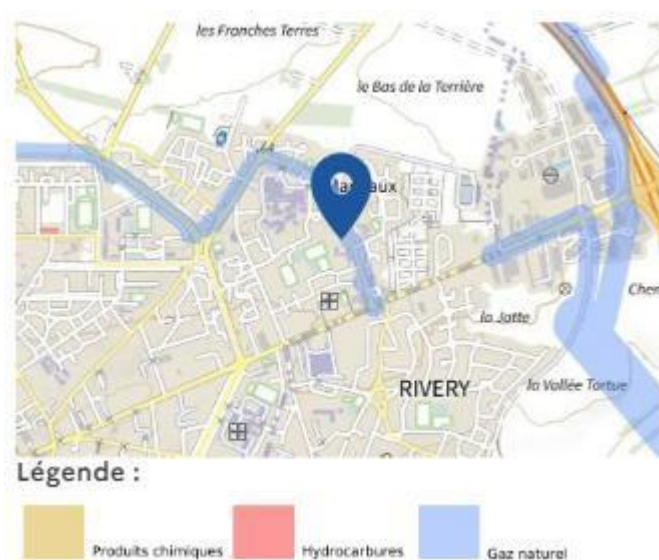 les Franches Terres
le Bas de la Terrière
la Jatte
RIVERY
la Vallée Tortue
Légende :
Produits chimiques
Hydrocarbures
Gaz naturel